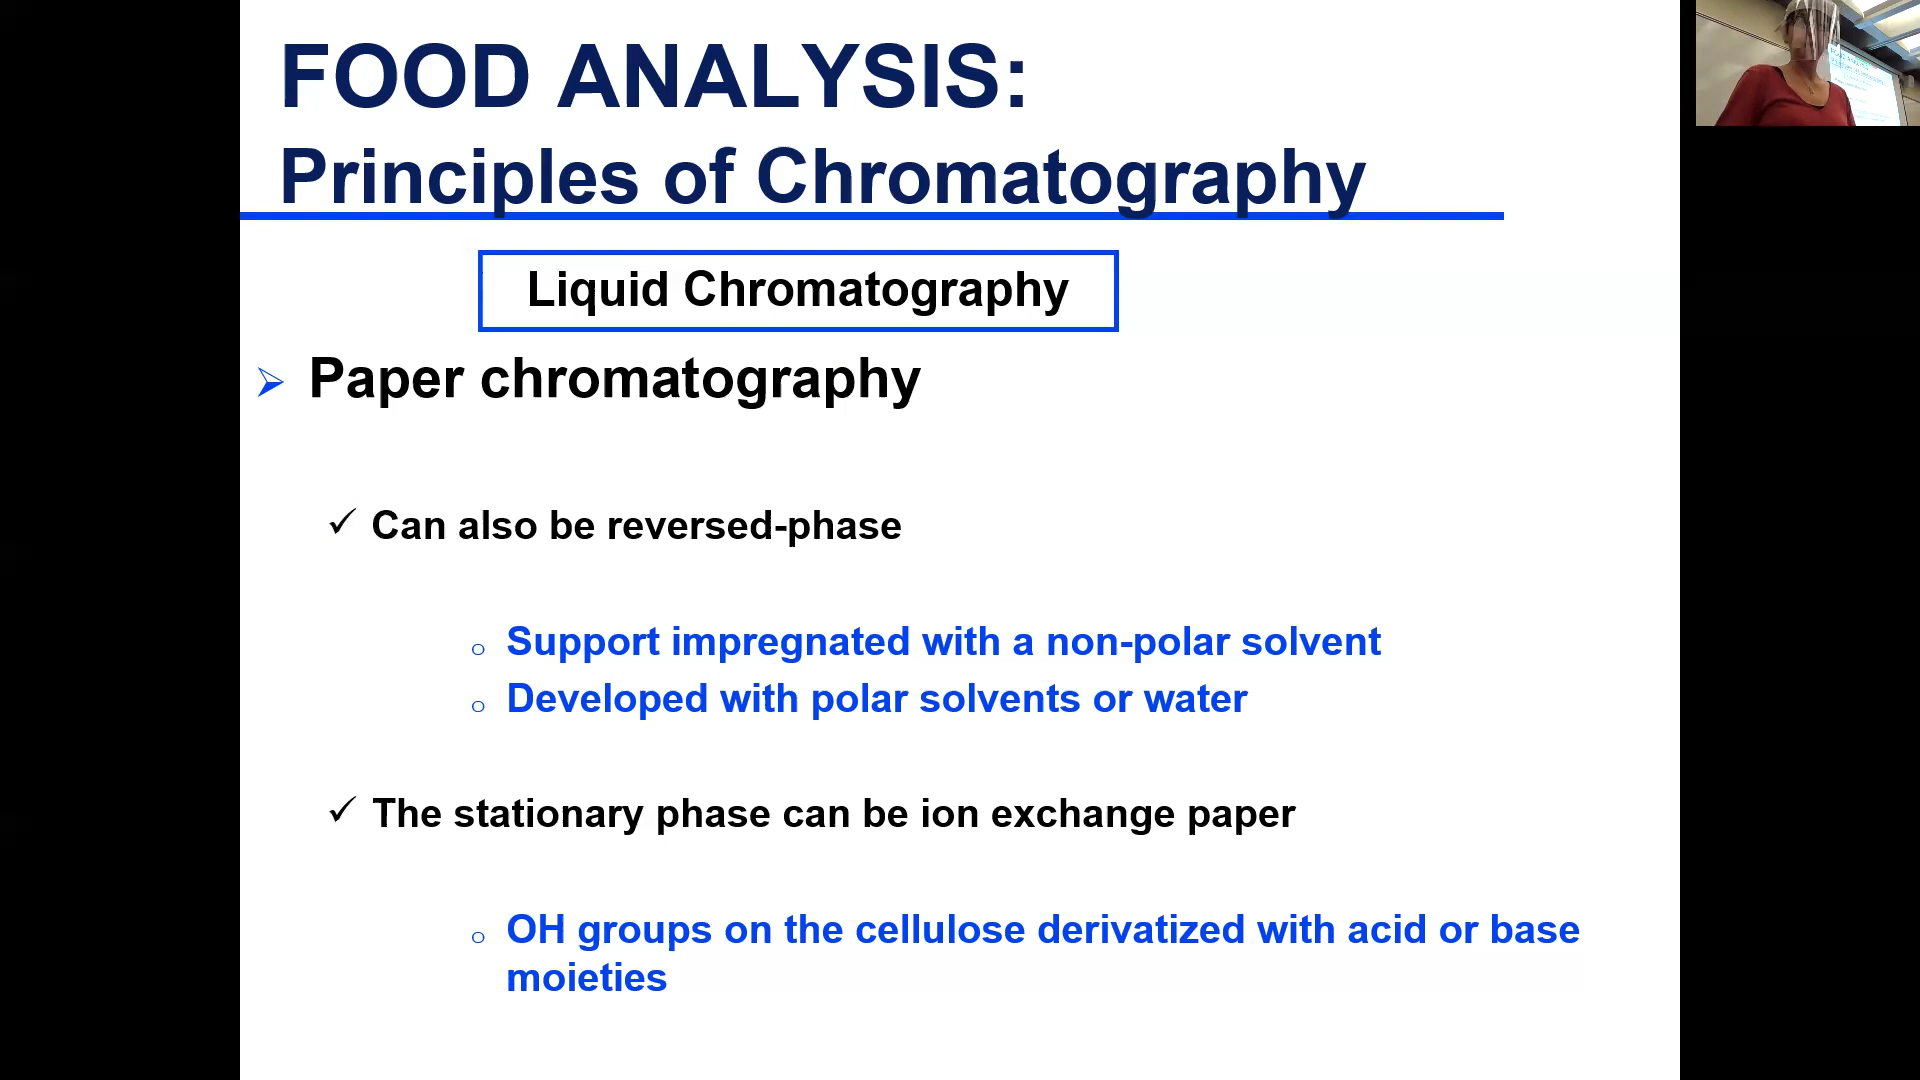 FOOD ANALYSIS:
Principles of Chromatography
Liquid Chromatography
➢ Paper chromatography
✓ Can also be reversed-phase
o Support impregnated with a non-polar solvent
o Developed with polar solvents or water
✓ The stationary phase can be ion exchange paper
o OH groups on the cellulose derivatized with acid or base
moieties